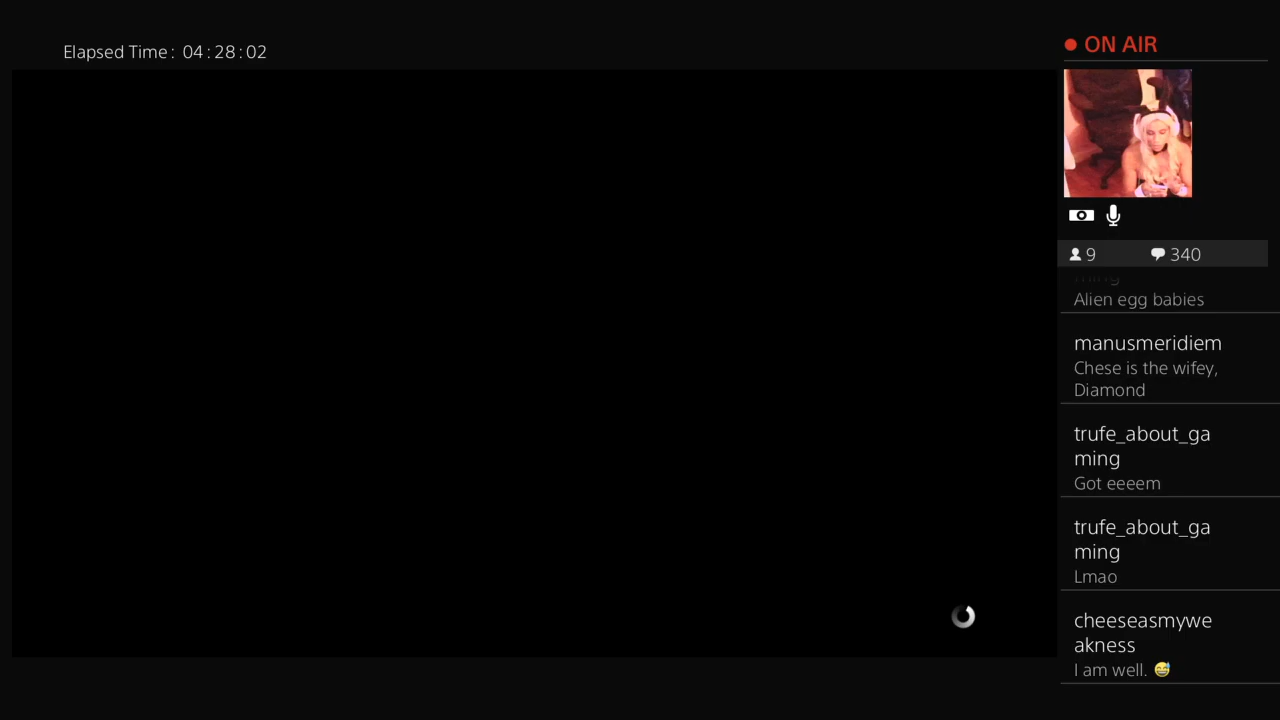 Elapsed Time: 04:28:02
ON AIR
9 340
ming
Alien egg babies
manusmeridiem
Chese is the wifey,
Diamond
trufe_about_ga
ming
Got eeeem
trufe_about_ga
ming
Lmao
cheeseasmywe
akness
I am well. 😅